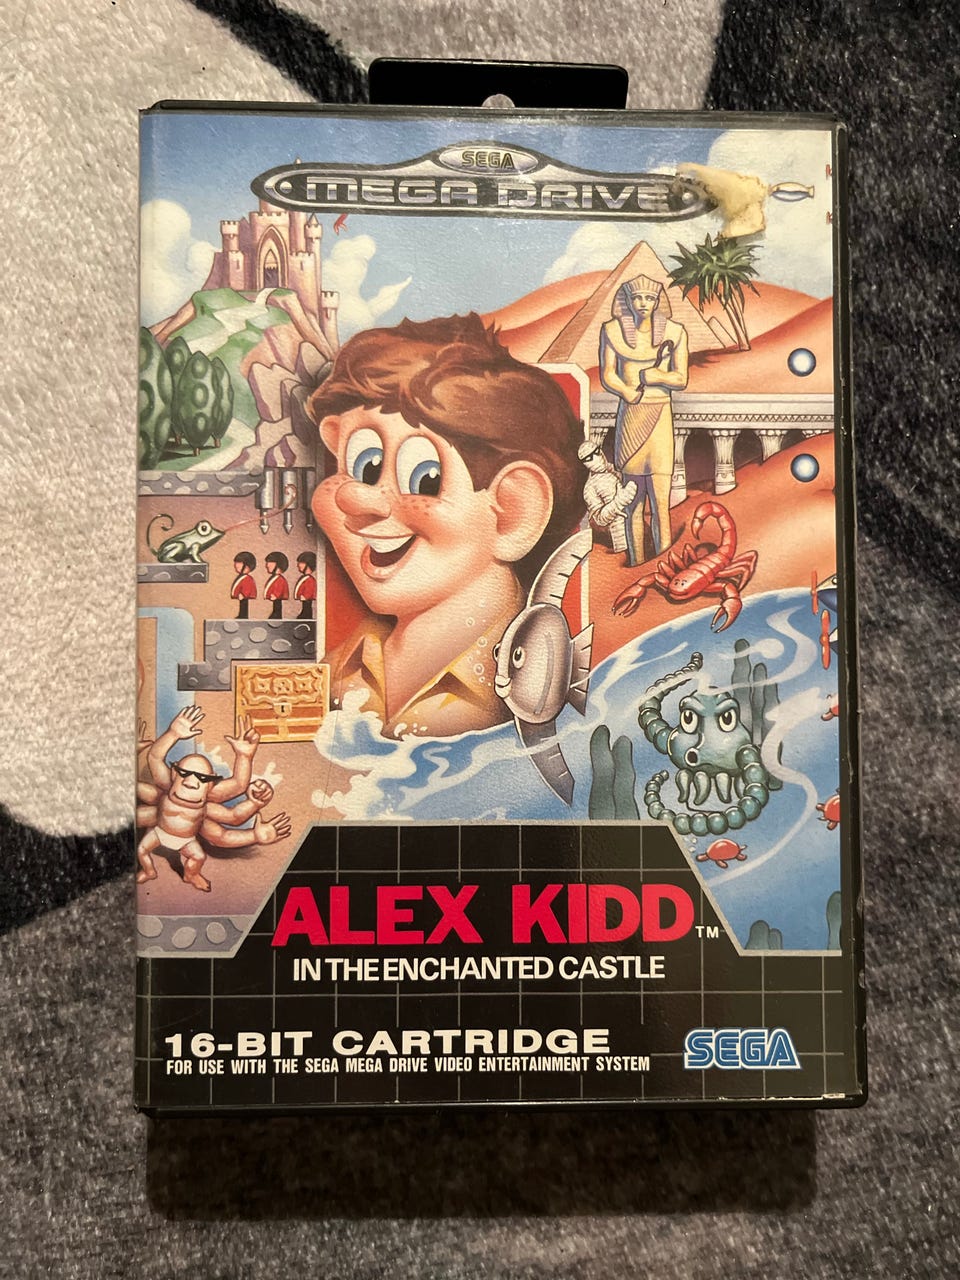 SEGA
MEGA DRIVE
ALEX KIDD™
IN THE ENCHANTED CASTLE
16-BIT CARTRIDGE
FOR USE WITH THE SEGA MEGA DRIVE VIDEO ENTERTAINMENT SYSTEM
SEGA